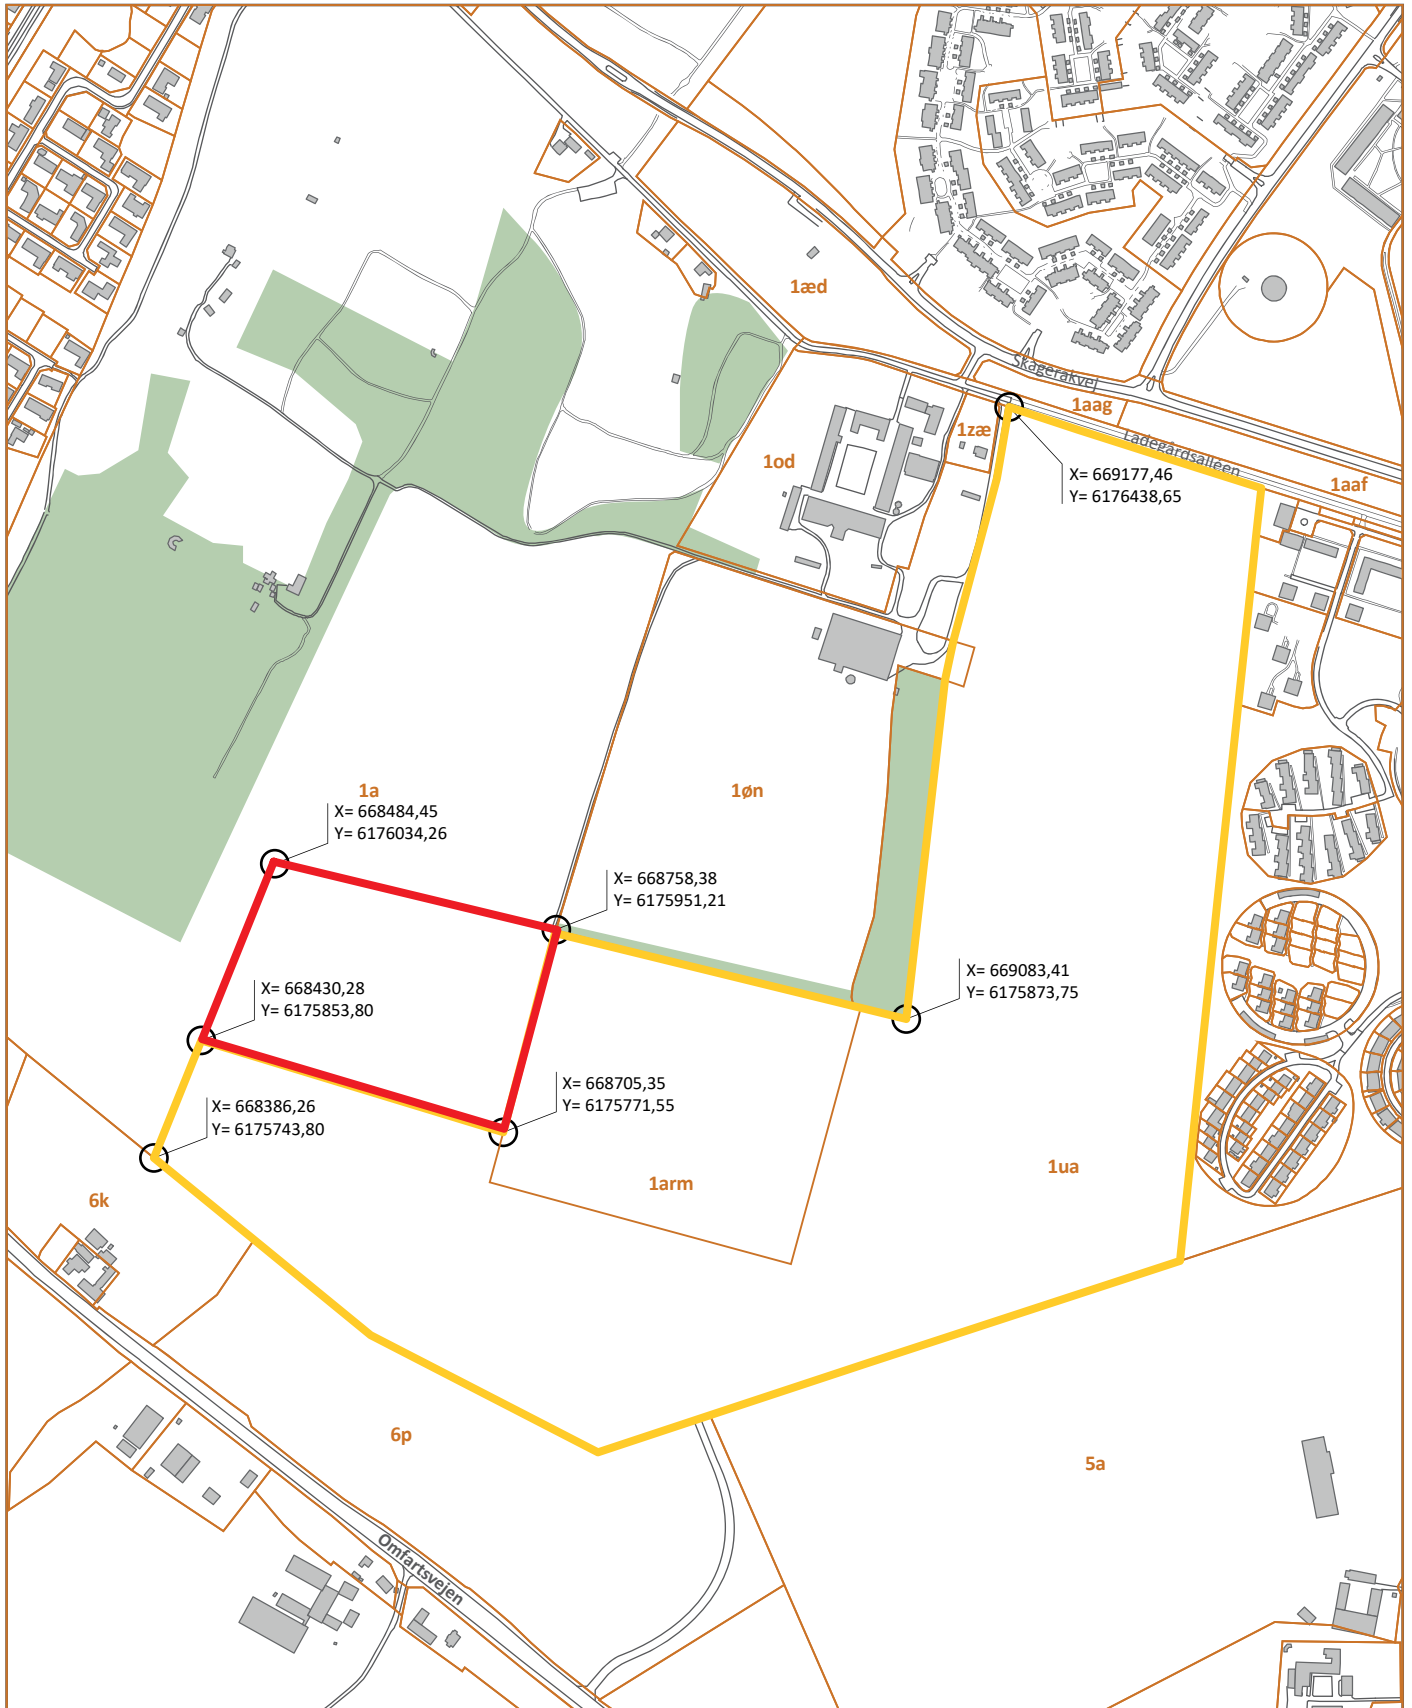 1æd
Skagerakvej
1aag
1zæ
Ladegårdsalléen
1od
X= 669177,46
Y= 6176438,65
1aaf
1a
1øn
X= 668484,45
Y= 6176034,26
X= 668758,38
Y= 6175951,21
X= 669083,41
Y= 6175873,75
X= 668430,28
Y= 6175853,80
X= 668705,35
Y= 6175771,55
X= 668386,26
Y= 6175743,80
1ua
1arm
6k
6p
5a
Omfartsvejen